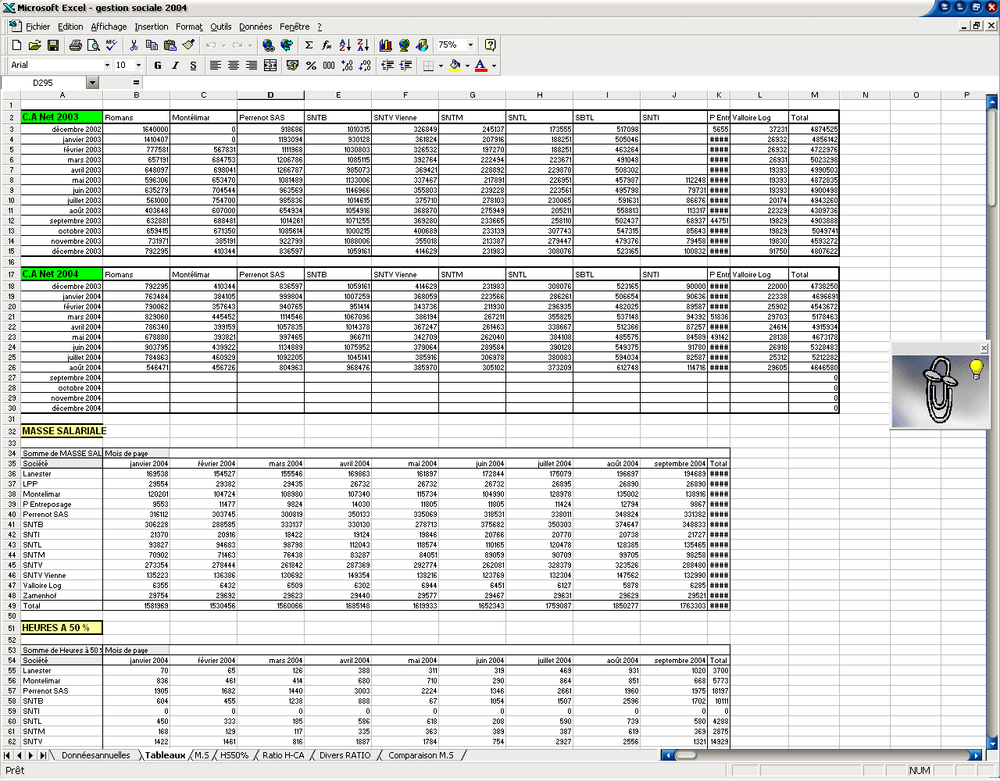 Microsoft Excel - gestion sociale 2004
Fichier Edition Affichage Insertion Format Outils Données Fenêtre ?
75%
Arial 10 G I S
D295 =
A B C D E F G H I J K L M N O P
1
2 C.A Net 2003 Romans Montélimar Perrenot SAS SNTB SNTV Vienne SNTM SNTL SBTL SNTI P Entr Valloire Log Total
3 décembre 2002 1640000 0 918686 1010315 326849 245137 173555 517098 5655 37231 4874525
4 janvier 2003 1410407 0 1193094 930128 361824 207916 188251 505046 #### 26932 4856142
5 février 2003 777581 567831 1111968 1030803 326532 197270 188251 463264 #### 26932 4722976
6 mars 2003 657191 684753 1206786 1085115 392764 222494 223671 491048 #### 26931 5023298
7 avril 2003 648097 698041 1266787 985073 369421 228892 229870 508302 #### 19393 4990503
8 mai 2003 596306 653470 1081489 1133006 337467 217891 226951 457987 112248 #### 19393 4872835
9 juin 2003 635279 704544 963569 1146966 355803 239228 223561 495798 79731 #### 19393 4900498
10 juillet 2003 561000 754700 985836 1014615 375710 278103 230065 591631 86676 #### 20174 4943260
11 août 2003 403648 607000 654934 1054916 368870 275949 205211 558813 113317 #### 22329 4309736
12 septembre 2003 632881 688481 1014261 1071255 369280 233665 258110 502437 68937 44751 19829 4903888
13 octobre 2003 659415 671350 1085614 1000215 400689 233139 307743 547315 85643 #### 19829 5049741
14 novembre 2003 731971 385191 922794 1088006 355018 213387 279447 479376 79458 #### 19830 4593272
15 décembre 2003 792295 410344 836597 1059161 414629 231983 308076 523165 100832 #### 91750 4807622
16
17 C.A Net 2004 Romans Montélimar Perrenot SAS SNTB SNTV Vienne SNTM SNTL SBTL SNTI P Entr Valloire Log Total
18 décembre 2003 792295 410344 836597 1059161 414629 231983 308076 523165 90000 #### 22000 4738250
19 janvier 2004 763484 384105 999804 1007259 368059 223566 286261 506654 90636 #### 22338 4696691
20 février 2004 790062 357643 940765 951414 343736 211930 296935 482025 89587 #### 25902 4543672
21 mars 2004 829060 445452 1114546 1067096 386194 267211 355825 537148 94392 51836 29703 5178463
22 avril 2004 786340 399159 1057835 1014378 367247 261463 338667 512366 87257 #### 24614 4915934
23 mai 2004 678880 393821 997465 966711 342709 262040 384108 485575 84589 49142 28138 4673178
24 juin 2004 903795 439922 1134889 1075952 379064 289584 390128 549375 91780 #### 26918 5328483
25 juillet 2004 784863 460929 1092205 1045141 385916 306978 380083 594034 82587 #### 25312 5212282
26 août 2004 546471 456726 804963 968476 385970 305102 373209 612748 114716 #### 29605 4646580
27 septembre 2004 0
28 octobre 2004 0
29 novembre 2004 0
30 décembre 2004 0
31
32 MASSE SALARIALE
33
34 Somme de MASSE SAL Mois de paye
35 Société janvier 2004 février 2004 mars 2004 avril 2004 mai 2004 juin 2004 juillet 2004 août 2004 septembre 2004 Total
36 Lanester 169538 154527 155546 169863 161897 172844 175079 196697 194689 ####
37 LPP 29554 29382 29435 26732 26732 26732 26895 26890 26890 ####
38 Montelimar 120201 104724 108980 107340 115734 104990 128978 135002 138916 ####
39 P Entreposage 9553 11477 9824 14030 11805 11805 11424 12794 9867 ####
40 Perrenot SAS 316112 303745 300819 350133 335069 318531 338011 348824 331382 ####
41 SNTB 306228 288585 333137 330130 278713 375682 350303 374647 348833 ####
42 SNTI 21370 20916 18422 19124 19846 20766 20770 20738 21727 ####
43 SNTL 93827 94683 98798 112043 118574 110165 120478 128385 135465 ####
44 SNTM 70902 71463 76438 83287 84051 89059 90709 99705 98258 ####
45 SNTV 273354 278444 261842 287369 292774 262081 328379 323526 288480 ####
46 SNTV Vienne 135223 136386 130692 149354 138216 123769 132304 147562 132990 ####
47 Valloire Log 6355 6432 6509 6302 6944 6451 6127 5878 6285 ####
48 Zamenhof 29754 29692 29623 29440 29577 29467 29631 29629 29521 ####
49 Total 1581969 1530456 1560066 1685148 1619933 1652343 1759087 1850277 1763303 ####
50
51 HEURES A 50 %
52
53 Somme de Heures à 50 % Mois de paye
54 Société janvier 2004 février 2004 mars 2004 avril 2004 mai 2004 juin 2004 juillet 2004 août 2004 septembre 2004 Total
55 Lanester 70 65 126 388 311 319 469 931 1020 3700
56 Montelimar 836 461 414 680 710 290 864 851 668 5773
57 Perrenot SAS 1905 1682 1440 3003 2224 1346 2661 1960 1975 18197
58 SNTB 604 455 1238 888 67 1054 1507 2596 1702 10111
59 SNTI 0 0 0 0 0 0 0 0 0 0
60 SNTL 450 333 185 586 618 208 590 739 580 4288
61 SNTM 168 129 117 335 363 389 387 619 369 2875
62 SNTV 1422 1461 816 1887 1784 754 2927 2556 1321 14929
Donnéesannuelles Tableaux M.S HS50% Ratio H-CA Divers RATIO Comparaison M.S
Prêt NUM